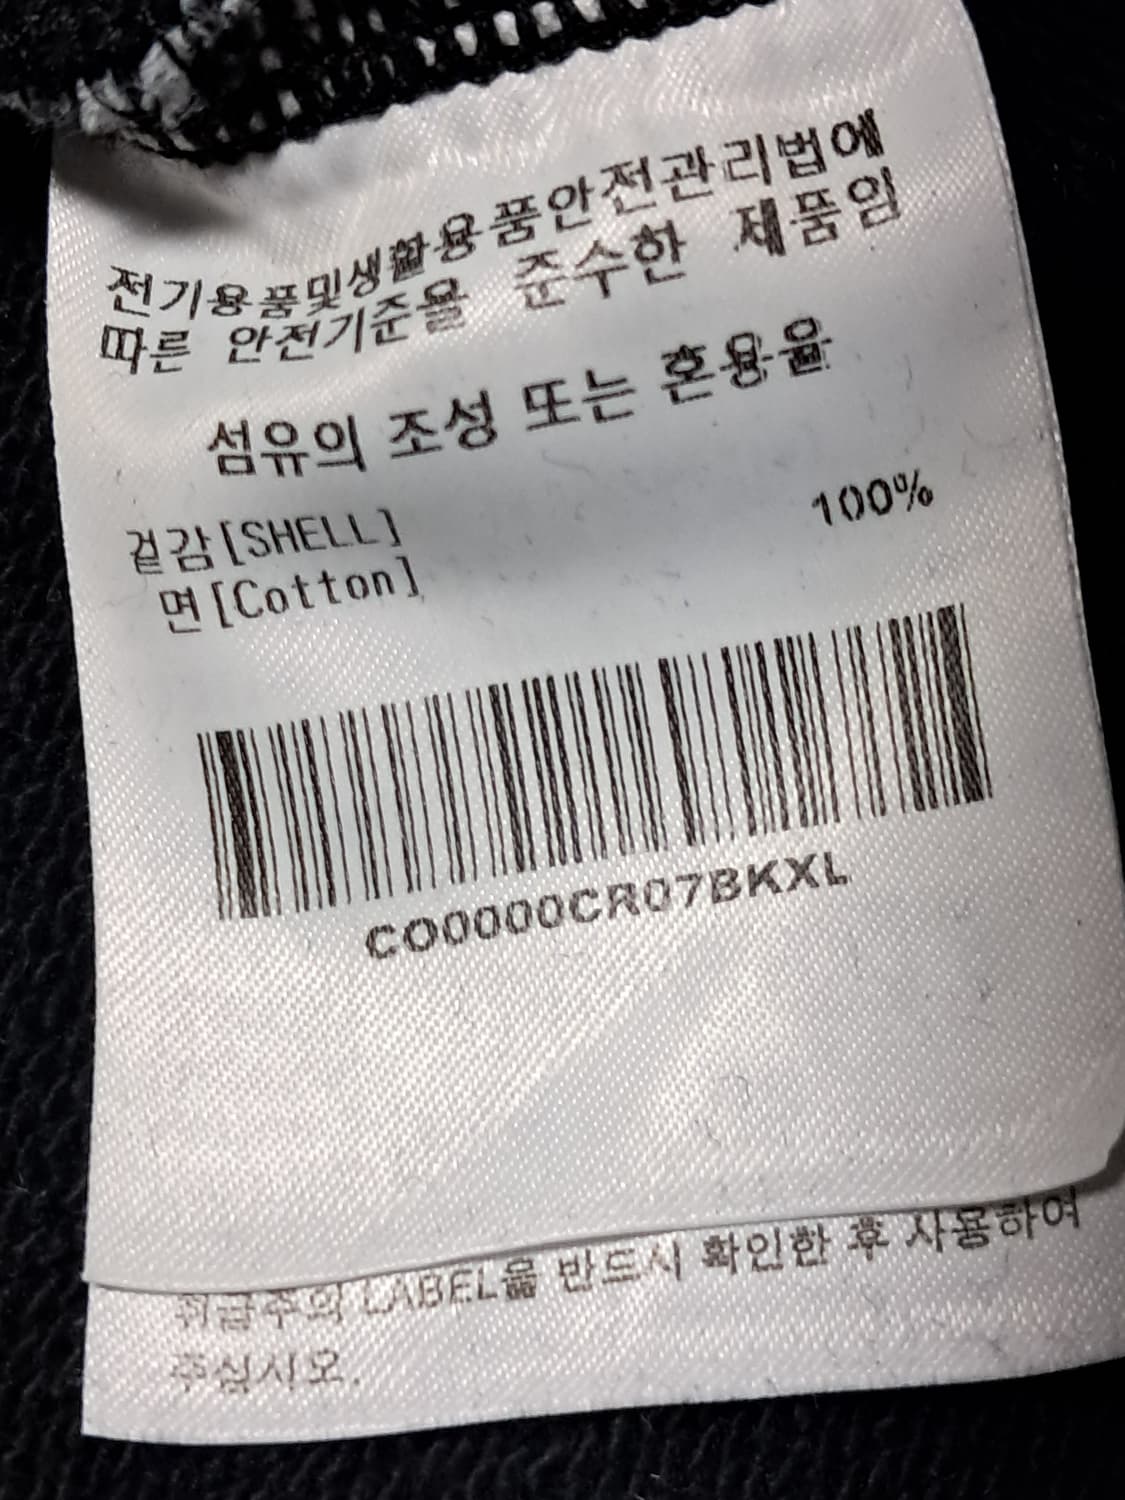 전기용품및생활용품안전관리법에
따른 안전기준을 준수한 제품임
섬유의 조성 또는 혼용율
겉감[SHELL] 100%
면[Cotton]
CO0000CR07BKXL
취급주의 LABEL을 반드시 확인한 후 사용하여
주십시오.